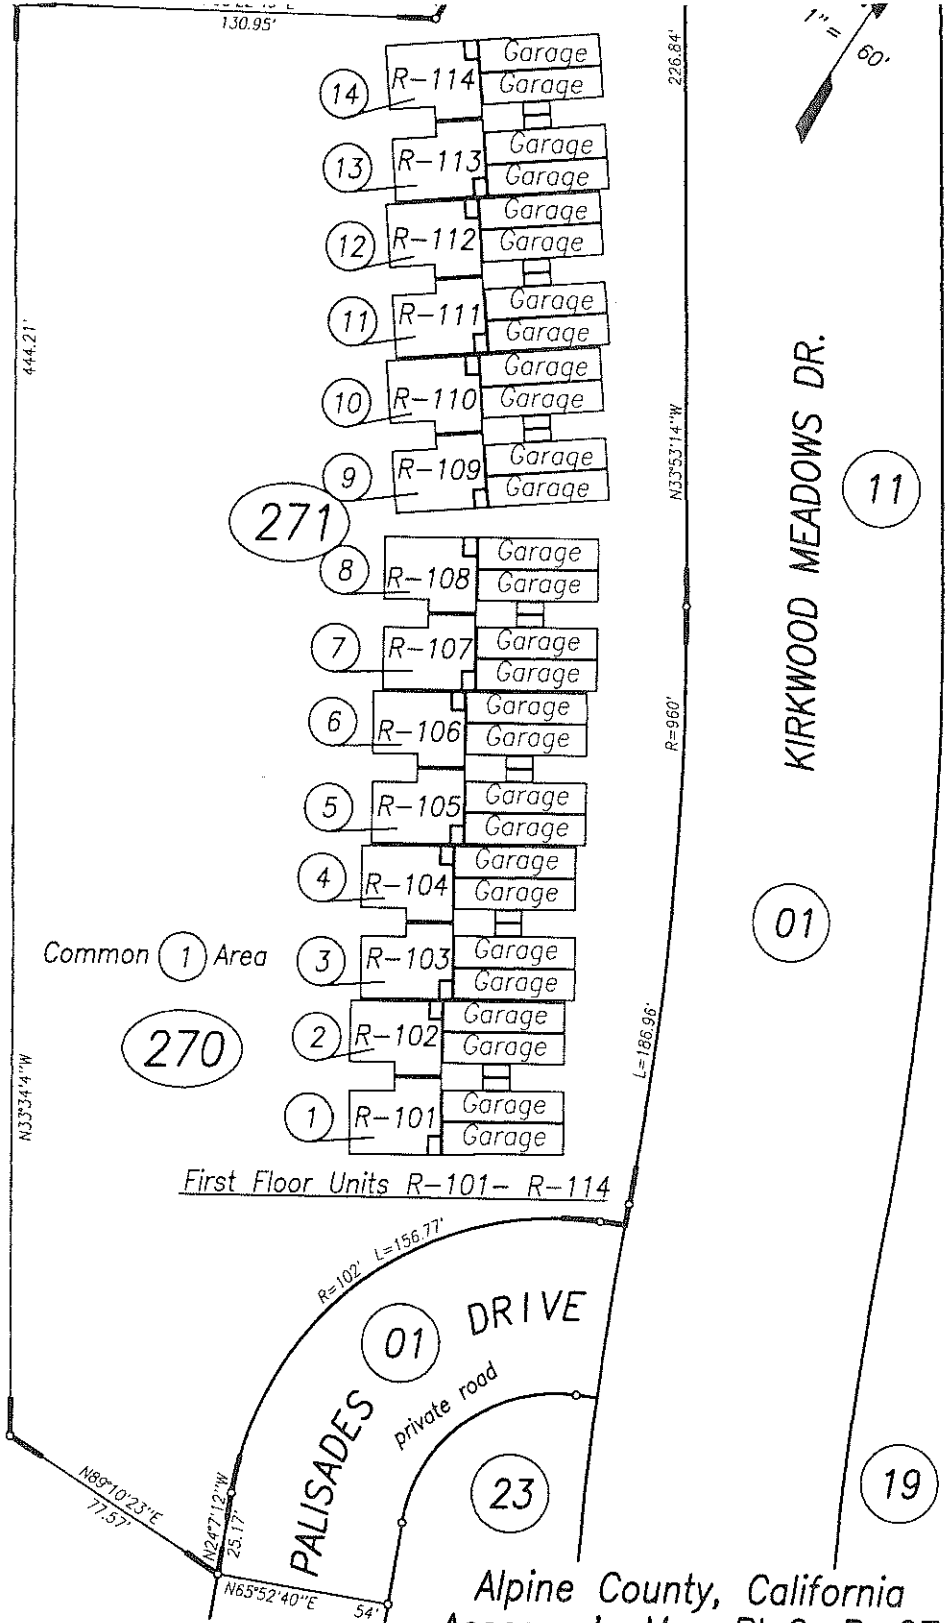 130.95'
226.84'
1" = 60'
14 R-114 Garage
Garage
13 R-113 Garage
Garage
12 R-112 Garage
Garage
11 R-111 Garage
Garage
10 R-110 Garage
Garage
9 R-109 Garage
Garage
271
8 R-108 Garage
Garage
7 R-107 Garage
Garage
6 R-106 Garage
Garage
5 R-105 Garage
Garage
4 R-104 Garage
Garage
3 R-103 Garage
Garage
Common 1 Area
270
2 R-102 Garage
Garage
1 R-101 Garage
Garage
First Floor Units R-101- R-114
444.21'
N33°34'4"W
N33°53'14"W
R=960'
L=186.96'
KIRKWOOD MEADOWS DR.
11
01
R=102' L=156.77'
PALISADES 01 DRIVE
private road
23
19
N89°10'23"E
77.57'
N24°7'12"W
25.17'
N65°52'40"E
54'
Alpine County, California